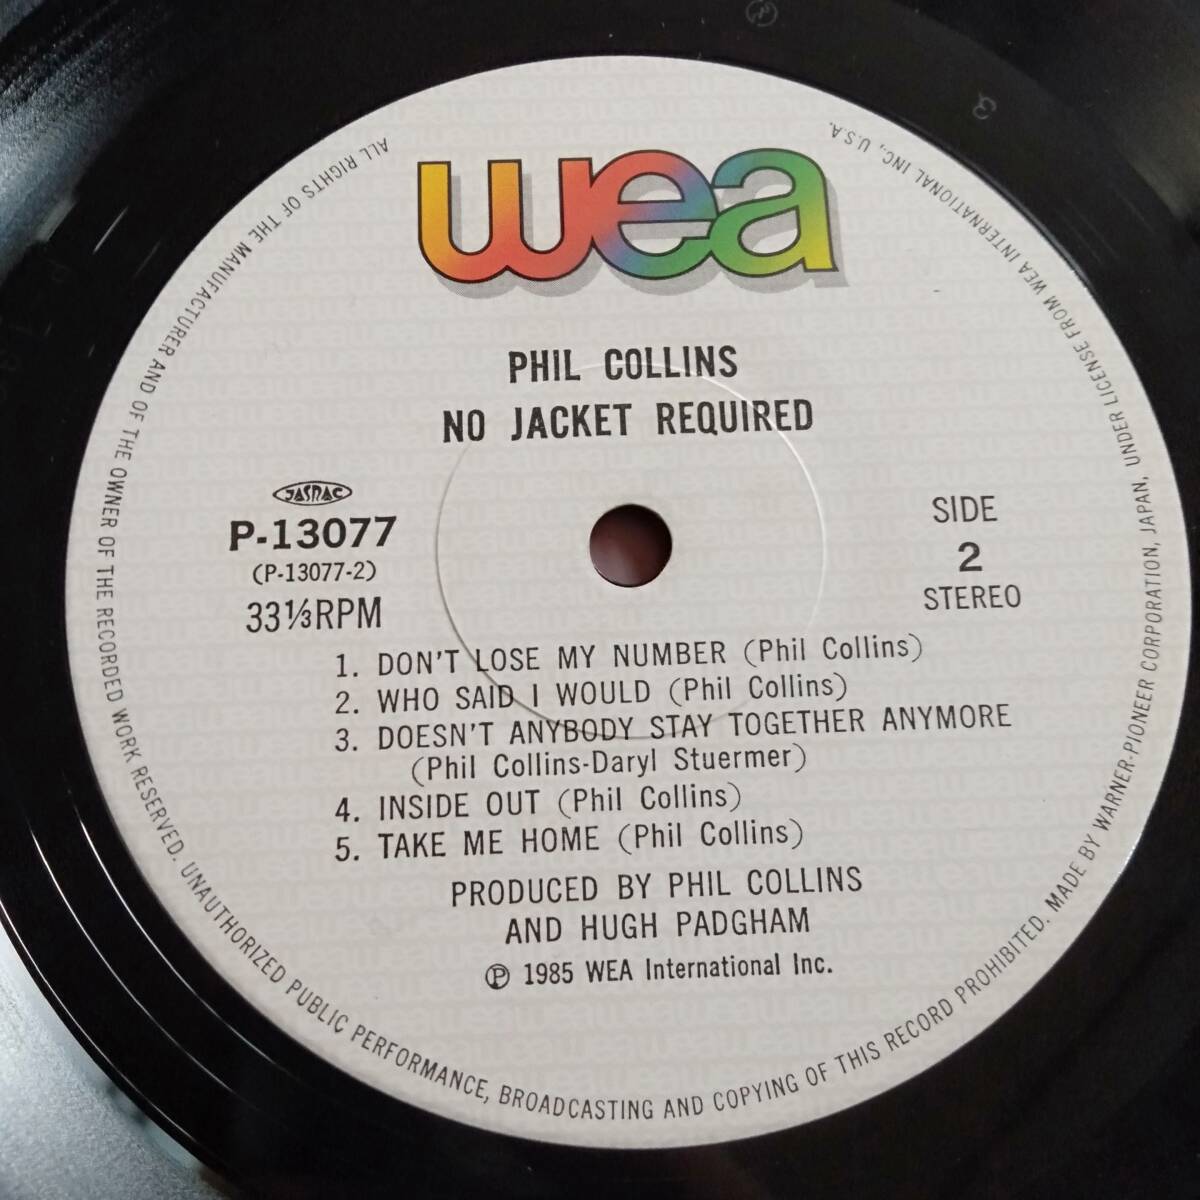 wea
PHIL COLLINS
NO JACKET REQUIRED
JASRAC
P-13077
(P-13077-2)
33⅓RPM
SIDE
2
STEREO
1. DON'T LOSE MY NUMBER (Phil Collins)
2. WHO SAID I WOULD (Phil Collins)
3. DOESN'T ANYBODY STAY TOGETHER ANYMORE
(Phil Collins-Daryl Stuermer)
4. INSIDE OUT (Phil Collins)
5. TAKE ME HOME (Phil Collins)
PRODUCED BY PHIL COLLINS
AND HUGH PADGHAM
Ⓟ 1985 WEA International Inc.
ALL RIGHTS OF THE MANUFACTURER AND OF THE OWNER OF THE RECORDED WORK RESERVED. UNAUTHORIZED PUBLIC PERFORMANCE, BROADCASTING AND COPYING OF THIS RECORD PROHIBITED. MADE BY WARNER-PIONEER CORPORATION, JAPAN, UNDER LICENSE FROM WEA INTERNATIONAL INC., U.S.A.